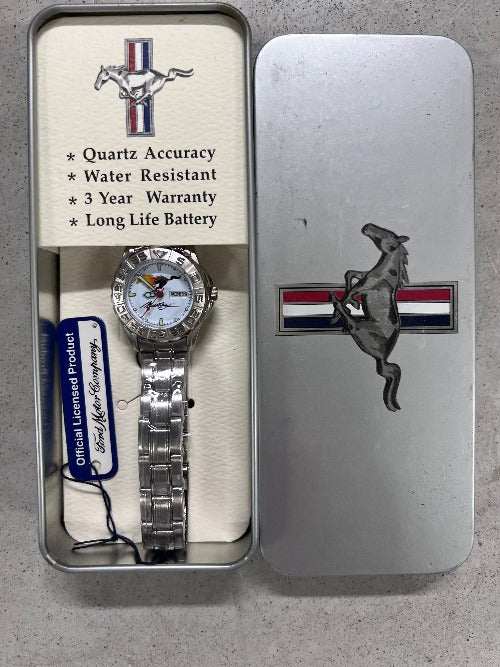 * Quartz Accuracy
* Water Resistant
* 3 Year Warranty
* Long Life Battery
Official Licensed Product
Ford Motor Company